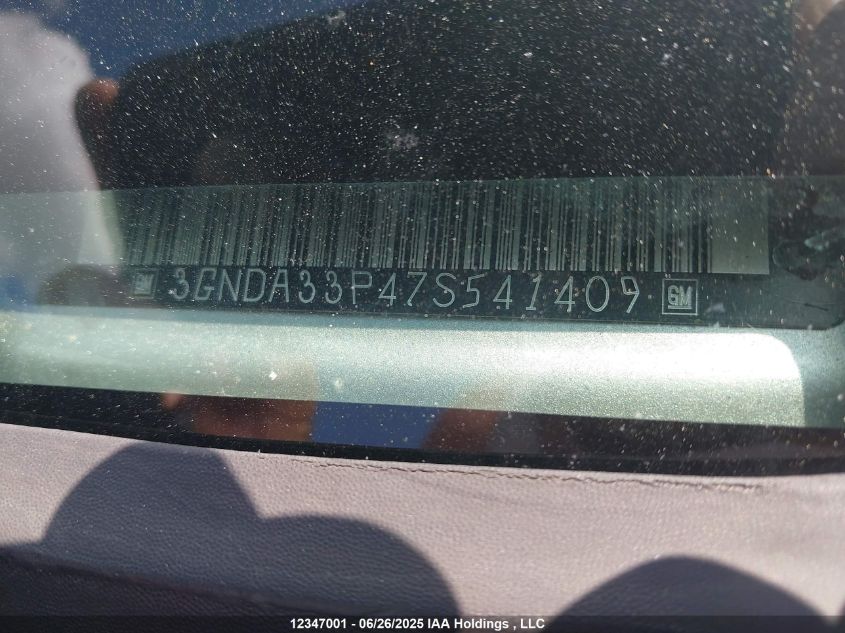 GM 3GNDA33P47S541409 GM
12347001 - 06/26/2025 IAA Holdings , LLC